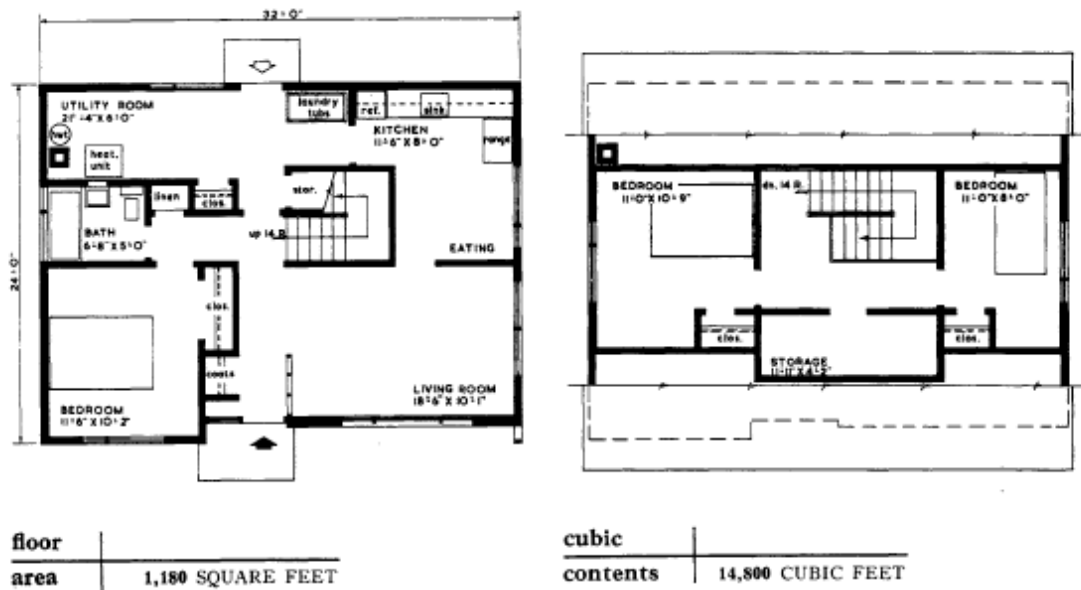 32'-0"
24'-0"
UTILITY ROOM
21'-4"X 6'-0"
hwt
heat.
unit
laundry
tubs
ref.
sink
KITCHEN
11'-6"X 8'-0"
range
linen
clos.
stor.
BATH
6'-8"X 5'-0"
up 14 R
EATING
clos.
coats
LIVING ROOM
18'-6"X 10'-1"
BEDROOM
11'-6"X 10'-2"
BEDROOM
11'-0"X 10'-9"
dn. 14 R
BEDROOM
11'-0"X 8'-0"
clos.
clos.
STORAGE
11'-11"X 4'-2"
floor
area 1,180 SQUARE FEET
cubic
contents 14,800 CUBIC FEET